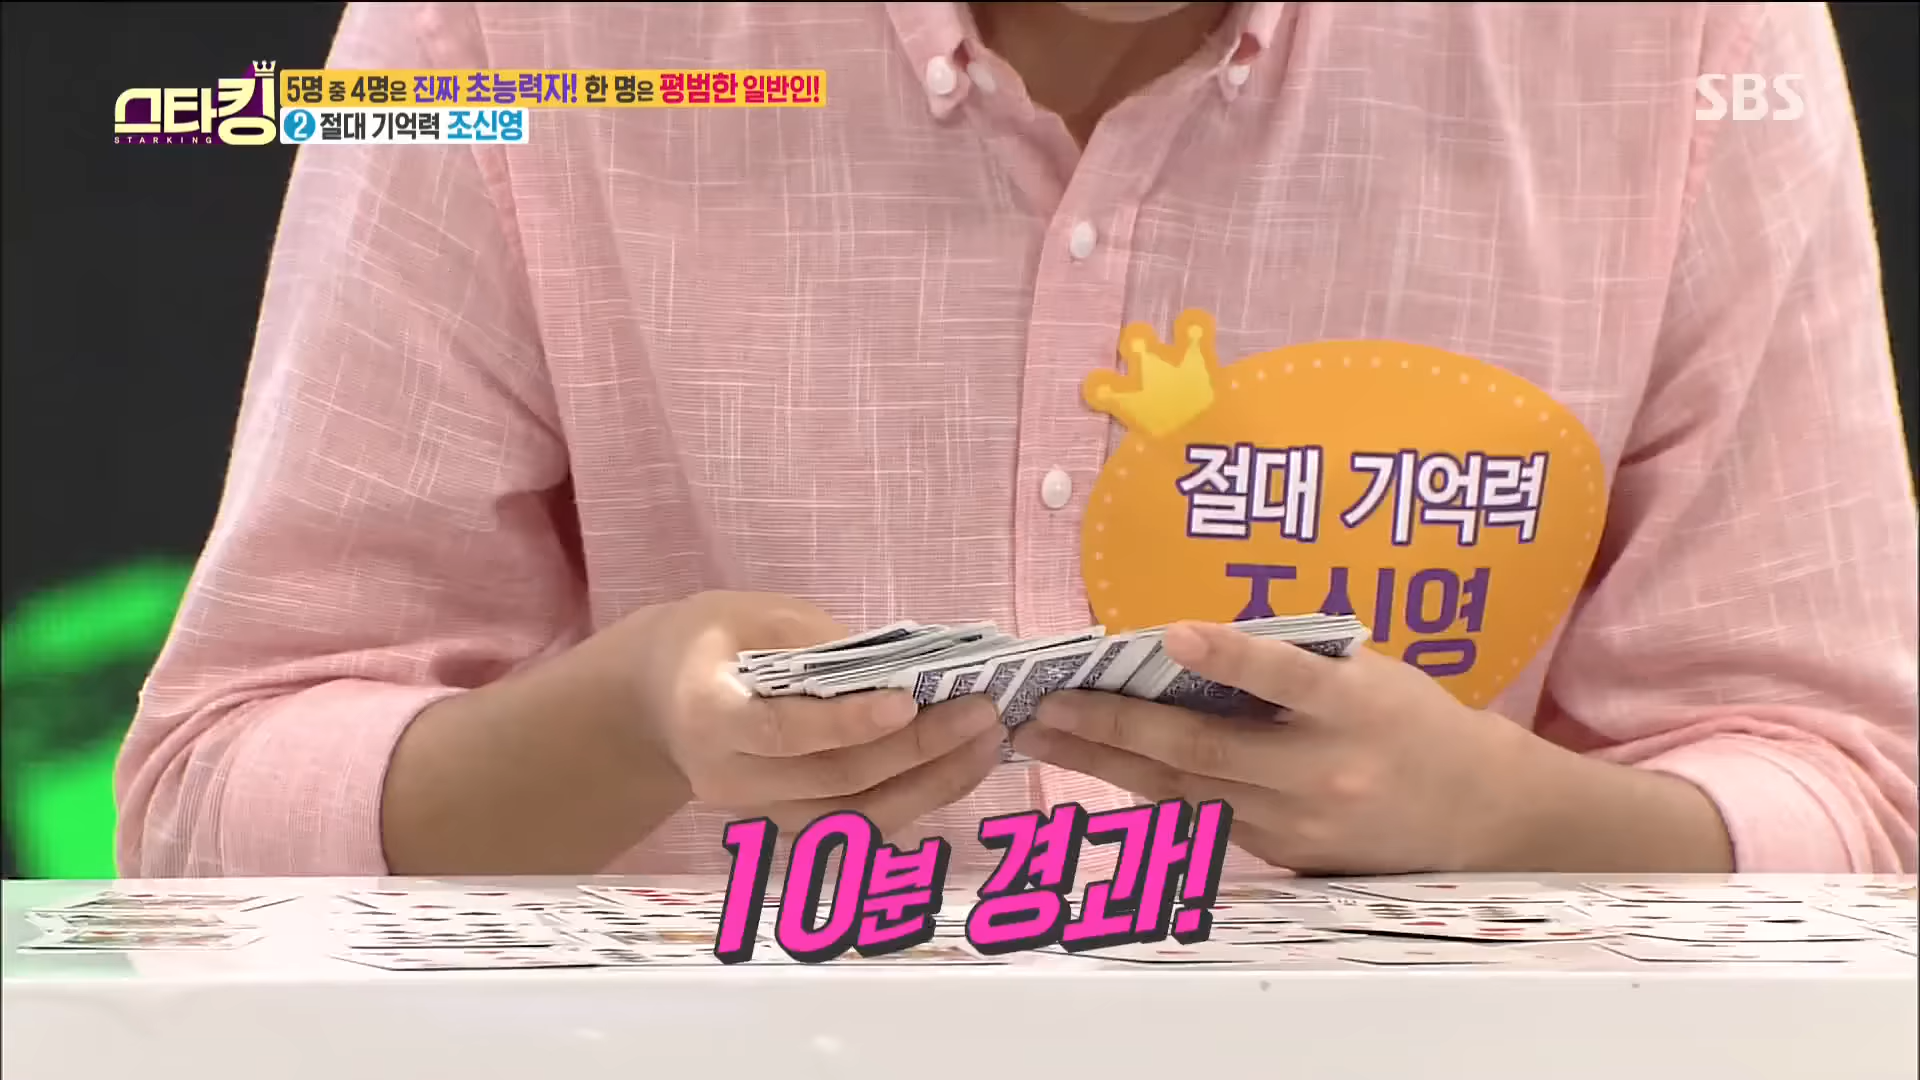 스타킹
STARKING
5명 중 4명은 진짜 초능력자! 한 명은 평범한 일반인!
2 절대 기억력 조신영
SBS
절대 기억력
조신영
10분 경과!